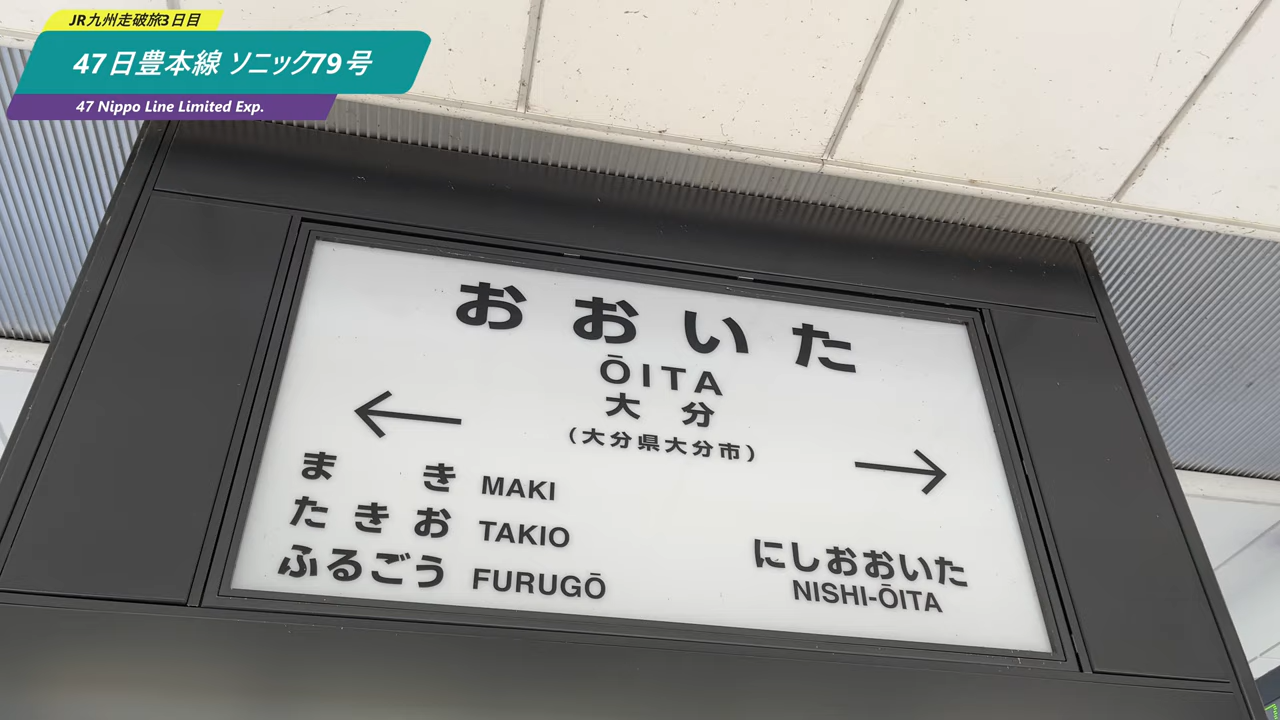 JR九州走破旅3日目
47日豊本線 ソニック79号
47 Nippo Line Limited Exp.
おおいた
ŌITA
大分
(大分県大分市)
← →
まき MAKI
たきお TAKIO
ふるごう FURUGŌ
にしおおいた
NISHI-ŌITA